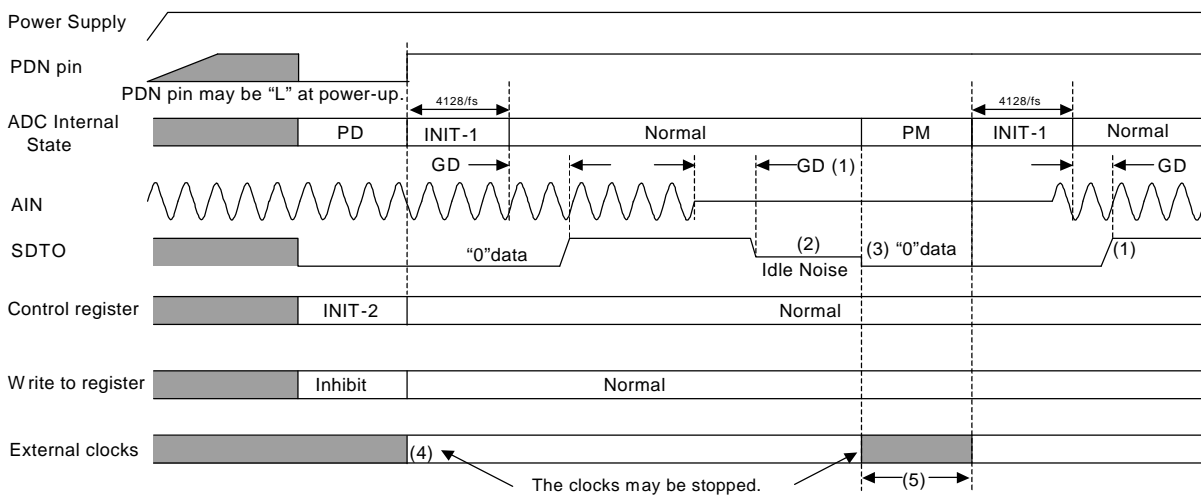 Power Supply
PDN pin
PDN pin may be “L” at power-up.
4128/fs 4128/fs
ADC Internal State PD INIT-1 Normal PM INIT-1 Normal
GD GD (1) GD
AIN
SDTO “0”data (2) Idle Noise (3) “0”data (1)
Control register INIT-2 Normal
Write to register Inhibit Normal
External clocks (4)
The clocks may be stopped. (5)